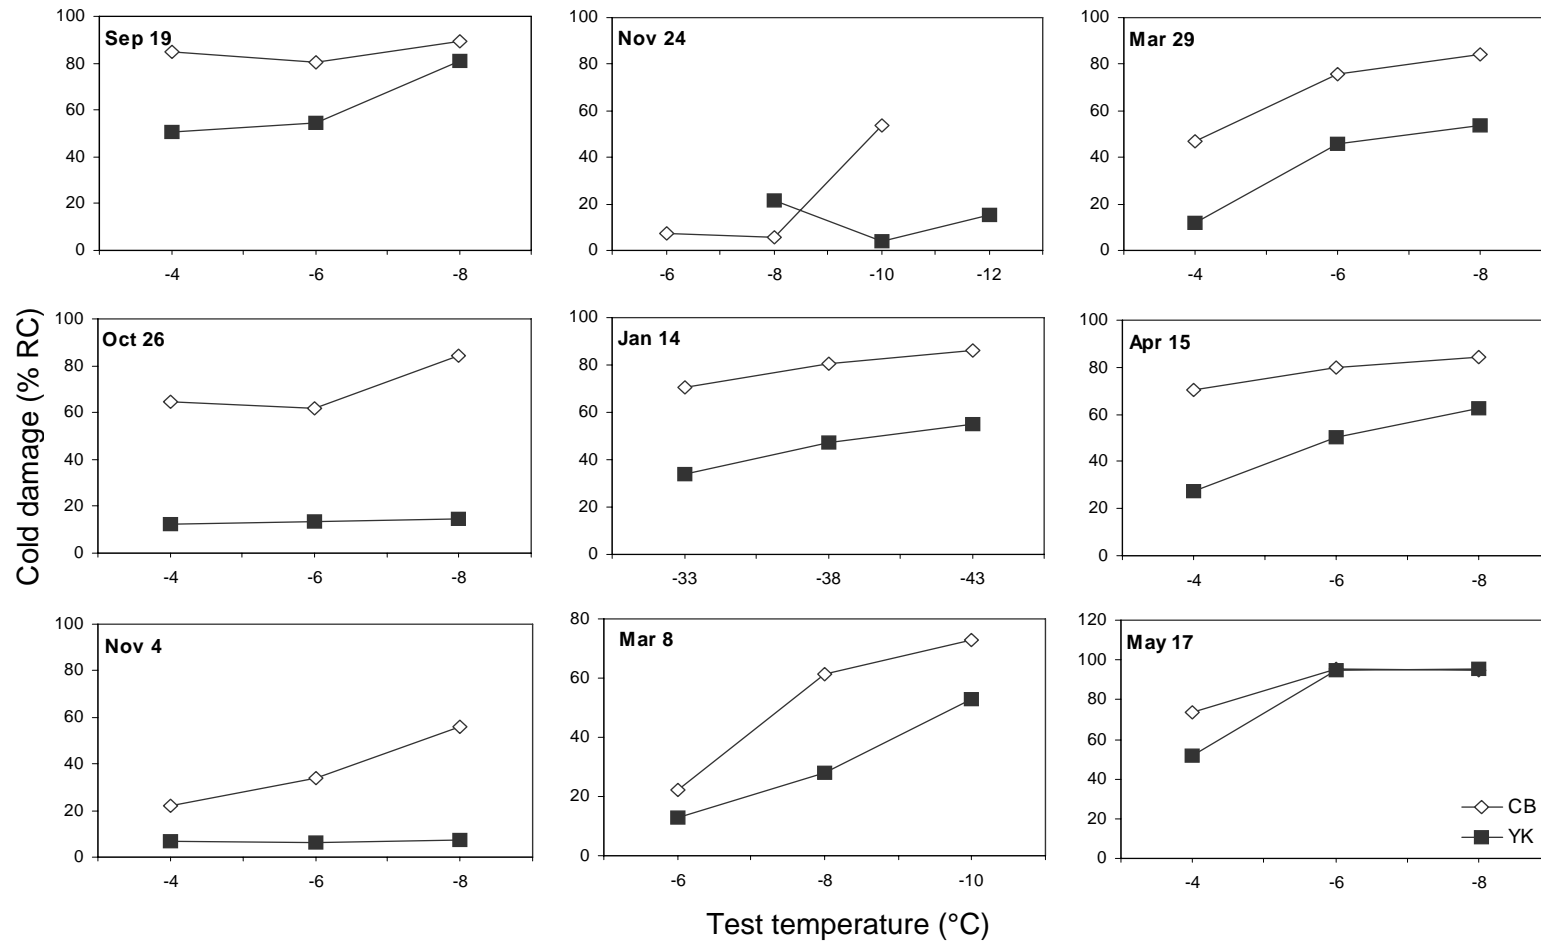 Cold damage (% RC)
100
80
60
40
20
0
Sep 19
-4 -6 -8
100
80
60
40
20
0
Nov 24
-6 -8 -10 -12
100
80
60
40
20
0
Mar 29
-4 -6 -8
100
80
60
40
20
0
Oct 26
-4 -6 -8
100
80
60
40
20
0
Jan 14
-33 -38 -43
100
80
60
40
20
0
Apr 15
-4 -6 -8
100
80
60
40
20
0
Nov 4
-4 -6 -8
80
60
40
20
0
Mar 8
-6 -8 -10
120
100
80
60
40
20
0
May 17
CB
YK
-4 -6 -8
Test temperature (°C)